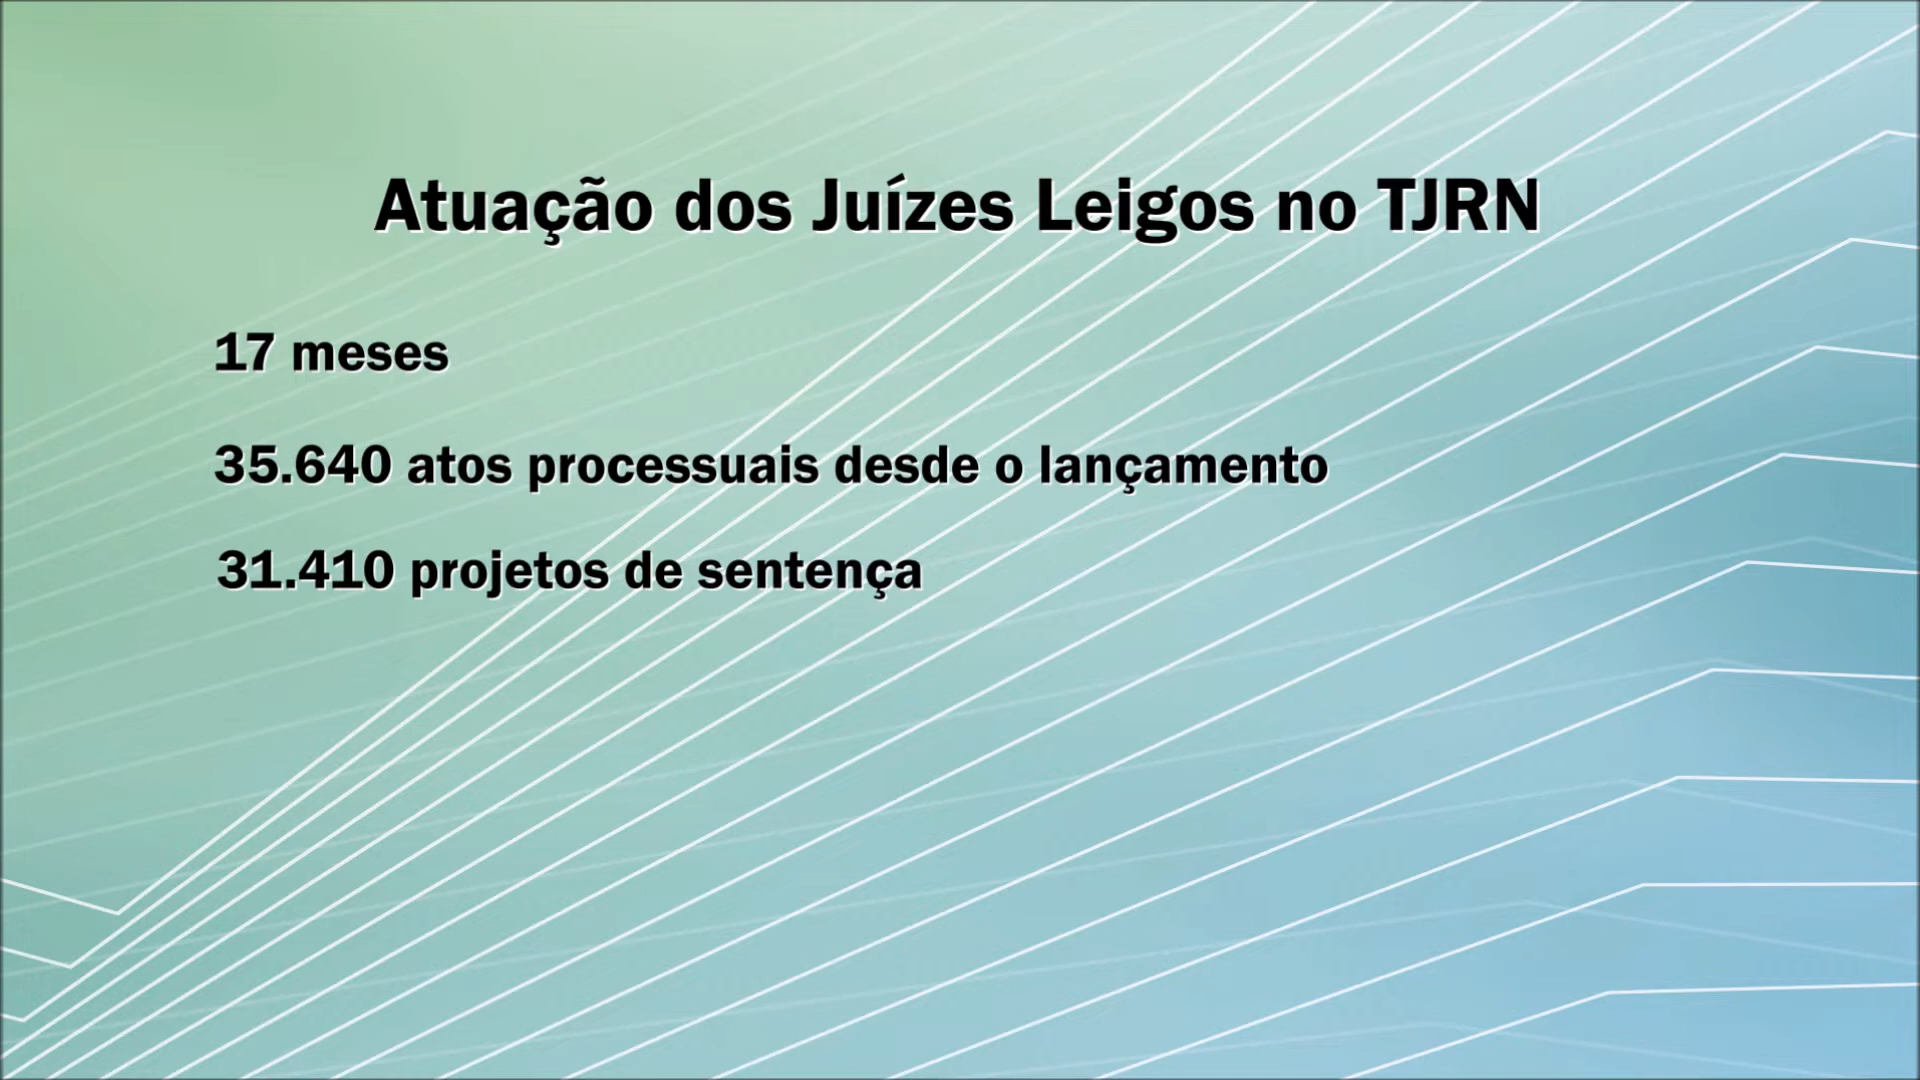 Atuação dos Juízes Leigos no TJRN
17 meses
35.640 atos processuais desde o lançamento
31.410 projetos de sentença